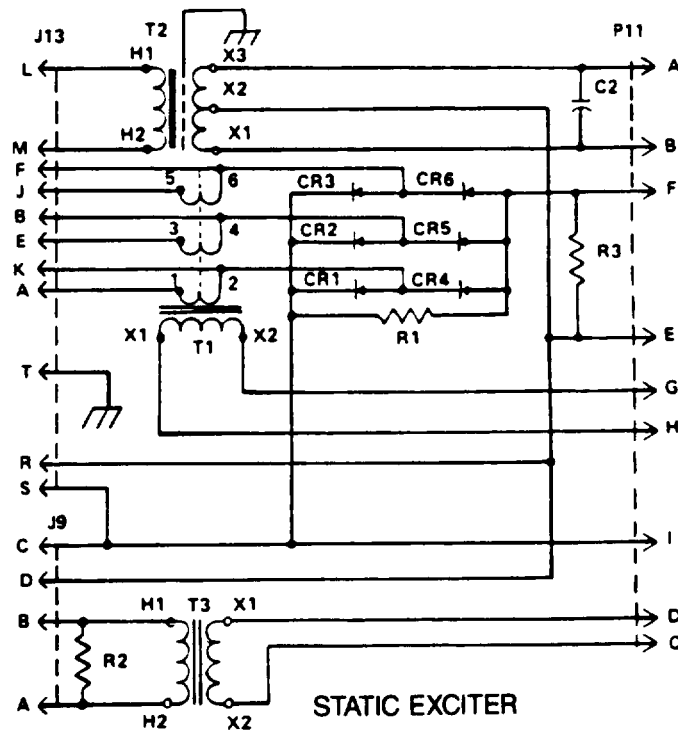 J13 T2 P11
L H1 X3 A
X2 C2
M H2 X1 B
F 5 6 CR3 CR6 F
J
B 3 4 CR2 CR5
E R3
K 1 2 CR1 CR4
A
X1 T1 X2 R1 E
T G
H
R
S
J9
C I
D
B H1 T3 X1 D
R2 C
A H2 X2
STATIC EXCITER